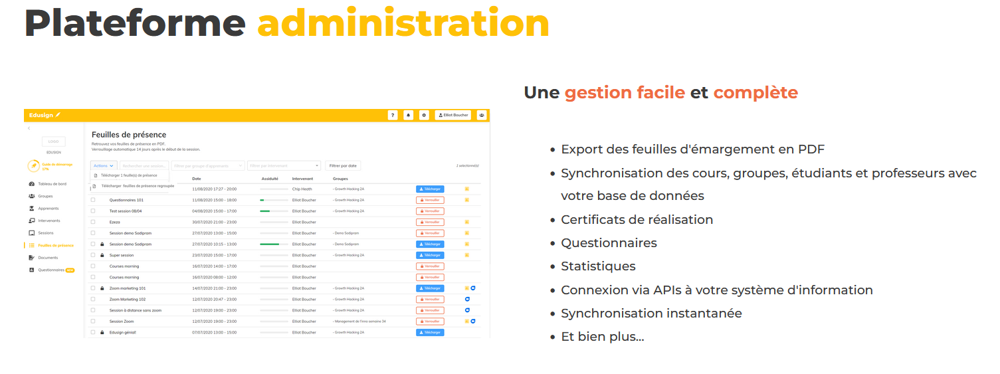 Plateforme administration
Une gestion facile et complète
Edusign
?
Elliot Boucher
LOGO
EDUSIGN
Guide de démarrage
17%
Tableau de bord
Groupes
Apprenants
Intervenants
Sessions
Feuilles de présence
Documents
Questionnaires NEW
Feuilles de présence
Retrouvez vos feuilles de présence en PDF.
Verrouillage automatique 14 jours après le début de la session.
Actions Rechercher une session... Filtrer par groupe d'apprenants Filtrer par intervenant Filtrer par date 1 selectionné(s)
Télécharger 1 feuille(s) de présence
Télécharger feuilles de présence regroupée
Date Assiduité Intervenant Groupes
11/08/2020 17:27 - 20:00 Chip Heath - Growth Hacking 2A Télécharger
Questionnaires 101 11/08/2020 15:00 - 18:00 Elliot Boucher - Growth Hacking 2A Verrouiller
Test session 08/04 04/08/2020 15:00 - 17:00 Elliot Boucher - Growth Hacking 2A Verrouiller
Ezeza 30/07/2020 21:00 - 23:00 Elliot Boucher Verrouiller
Session demo Sodiprom 27/07/2020 13:00 - 15:00 Elliot Boucher - Demo Sodiprom Verrouiller
Session demo Sodiprom 27/07/2020 10:15 - 13:00 Elliot Boucher - Demo Sodiprom Télécharger
Super session 23/07/2020 15:00 - 17:00 Elliot Boucher - Growth Hacking 2A Télécharger
Courses morning 16/07/2020 14:00 - 17:00 Elliot Boucher Verrouiller
Courses morning 16/07/2020 08:00 - 12:00 Elliot Boucher Verrouiller
Zoom marketing 101 14/07/2020 21:00 - 23:00 Elliot Boucher - Growth Hacking 2A Télécharger
Zoom Marketing 102 12/07/2020 20:47 - 23:00 Elliot Boucher - Growth Hacking 2A Verrouiller
Session à distance sans zoom 12/07/2020 19:00 - 23:00 Elliot Boucher - Growth Hacking 2A Verrouiller
Session Zoom 12/07/2020 19:00 - 23:00 Elliot Boucher - Management de l'inno semaine 34 Verrouiller
Edusign génial! 07/07/2020 13:00 - 15:00 Elliot Boucher - Growth Hacking 2A Télécharger
• Export des feuilles d'émargement en PDF
• Synchronisation des cours, groupes, étudiants et professeurs avec
votre base de données
• Certificats de réalisation
• Questionnaires
• Statistiques
• Connexion via APIs à votre système d'information
• Synchronisation instantanée
• Et bien plus...